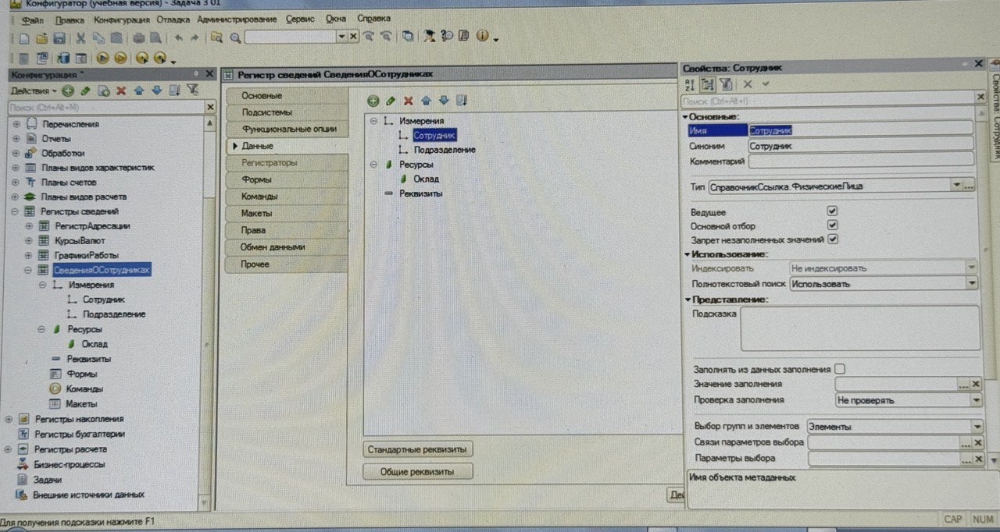 Конфигуратор (учебная версия) - Задача 3 01
Файл Правка Конфигурация Отладка Администрирование Сервис Окна Справка
Конфигурация *
Действия
Поиск (Ctrl+Alt+M)
Перечисления
Отчеты
Обработки
Планы видов характеристик
Планы счетов
Планы видов расчета
Регистры сведений
РегистрАдресации
КурсыВалют
ГрафикиРаботы
СведенияОСотрудниках
Измерения
Сотрудник
Подразделение
Ресурсы
Оклад
Реквизиты
Формы
Команды
Макеты
Регистры накопления
Регистры бухгалтерии
Регистры расчета
Бизнес-процессы
Задачи
Внешние источники данных
Регистр сведений СведенияОСотрудниках
Основные
Подсистемы
Функциональные опции
Данные
Регистраторы
Формы
Команды
Макеты
Права
Обмен данными
Прочее
Измерения
Сотрудник
Подразделение
Ресурсы
Оклад
Реквизиты
Стандартные реквизиты
Общие реквизиты
Дей
Свойства: Сотрудник
Поиск (Ctrl+Alt+I)
Основные:
Имя Сотрудник
Синоним Сотрудник
Комментарий
Тип СправочникСсылка.ФизическиеЛица
Ведущее
Основной отбор
Запрет незаполненных значений
Использование:
Индексировать Не индексировать
Полнотекстовый поиск Использовать
Представление:
Подсказка
Заполнять из данных заполнения
Значение заполнения
Проверка заполнения Не проверять
Выбор групп и элементов Элементы
Связи параметров выбора
Параметры выбора
Имя объекта метаданных
Свойства: Сотрудник
Для получения подсказки нажмите F1
CAP NUM